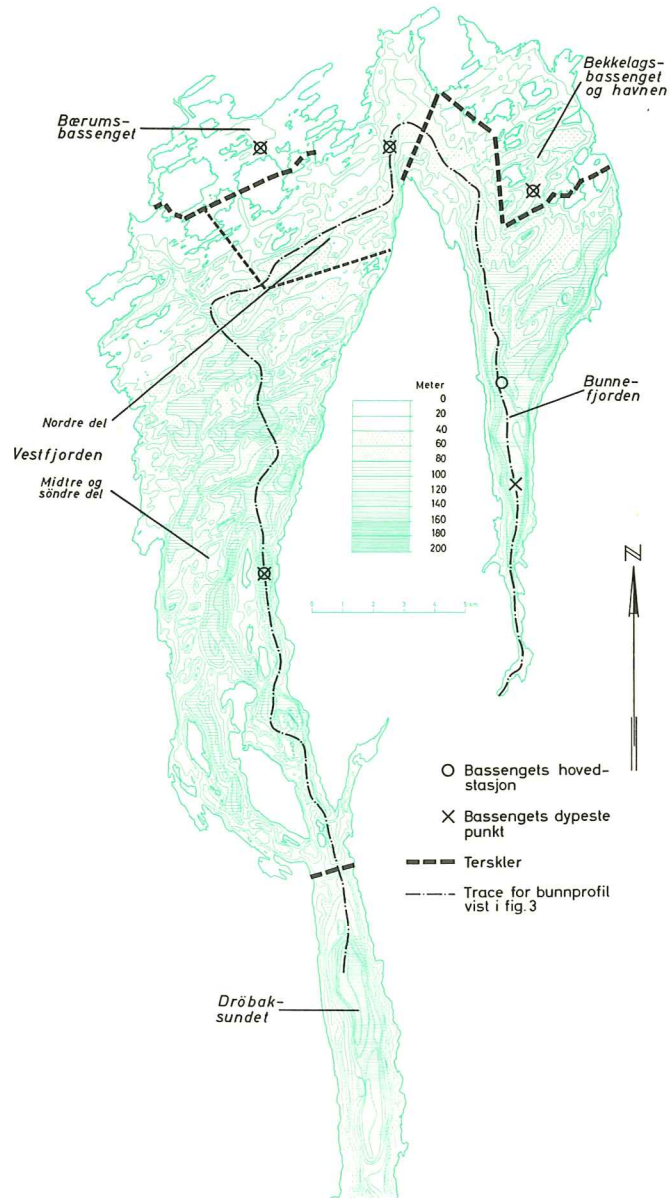 Bærums-
bassenget
Bekkelags-
bassenget
og havnen
Nordre del
Vestfjorden
Midtre og
söndre del
Meter
0
20
40
60
80
100
120
140
160
180
200
Bunne-
fjorden
0 1 2 3 4 5 km
N
Bassengets hoved-
stasjon
Bassengets dypeste
punkt
Terskler
Trace for bunnprofil
vist i fig. 3
Dröbak-
sundet